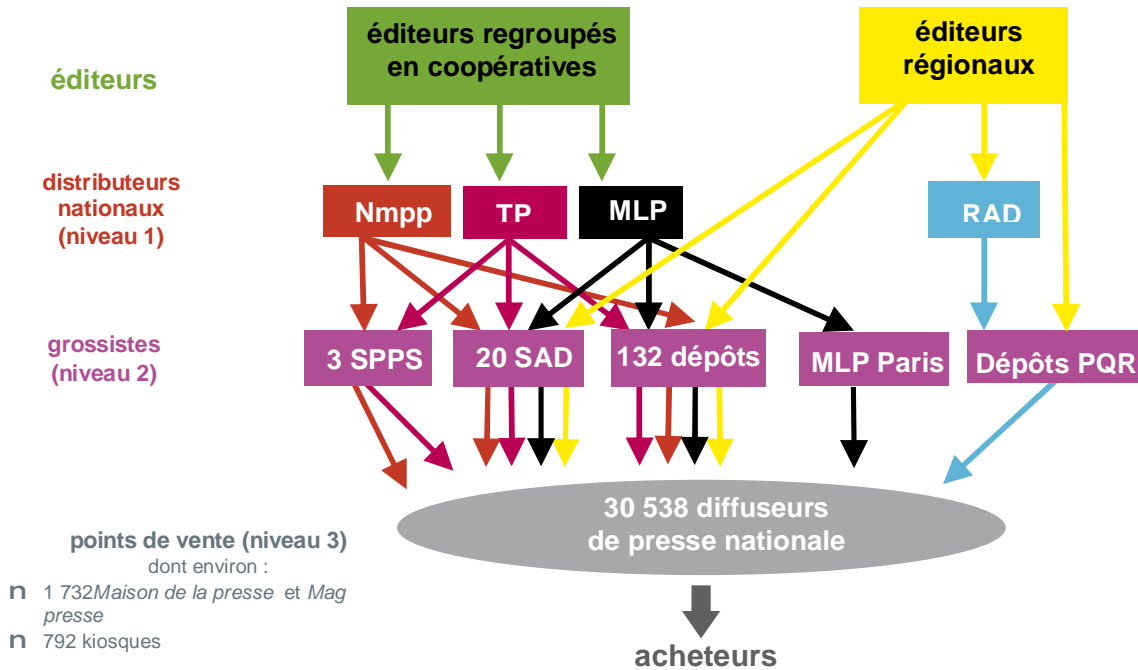 éditeurs regroupés
en coopératives
éditeurs
régionaux
éditeurs
distributeurs
nationaux
(niveau 1)
Nmpp
TP
MLP
RAD
grossistes
(niveau 2)
3 SPPS
20 SAD
132 dépôts
MLP Paris
Dépôts PQR
30 538 diffuseurs
de presse nationale
points de vente (niveau 3)
dont environ :
n 1 732Maison de la presse et Mag
presse
n 792 kiosques
acheteurs